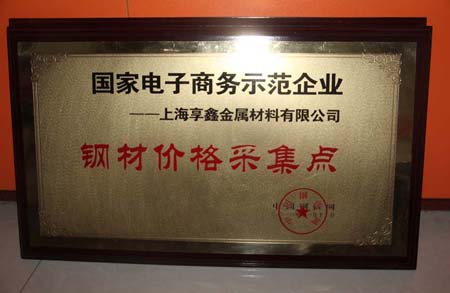 国家电子商务示范企业
——上海享鑫金属材料有限公司
钢材价格采集点